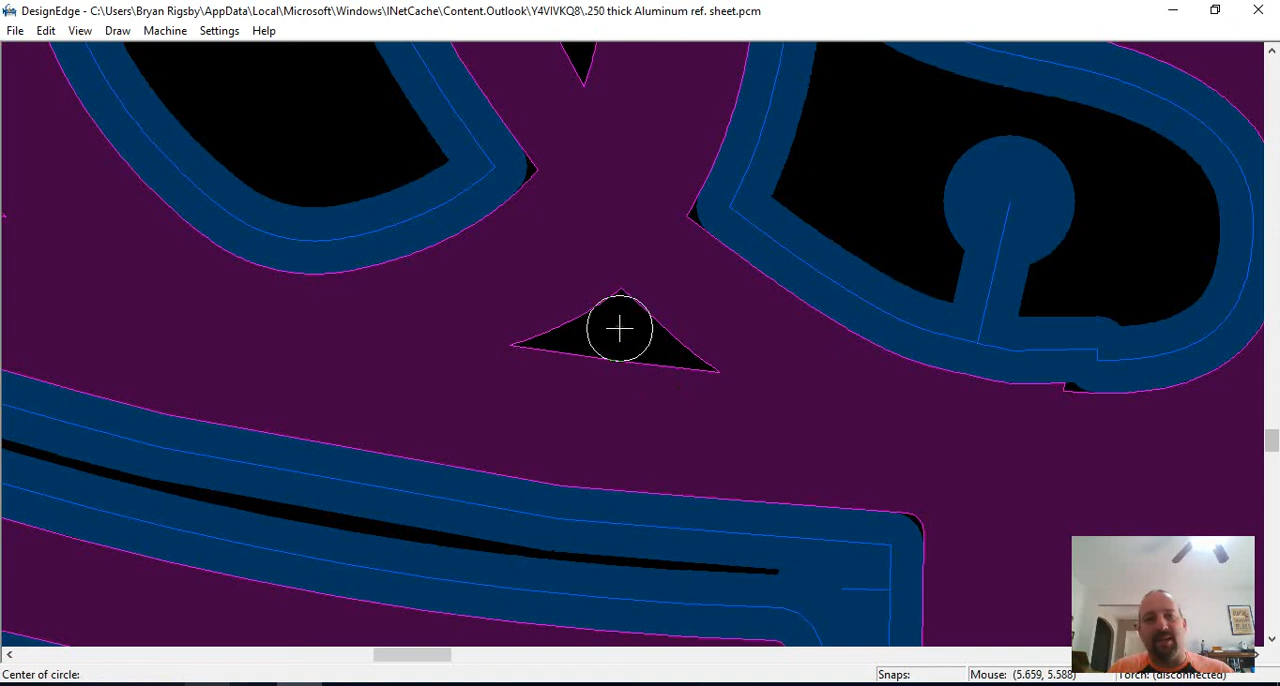 DesignEdge - C:\Users\Bryan Rigsby\AppData\Local\Microsoft\Windows\INetCache\Content.Outlook\Y4VIVKQ8\.250 thick Aluminum ref. sheet.pcm
File Edit View Draw Machine Settings Help
Center of circle: Snaps: Mouse: (5.659, 5.588) Torch: (disconnected)